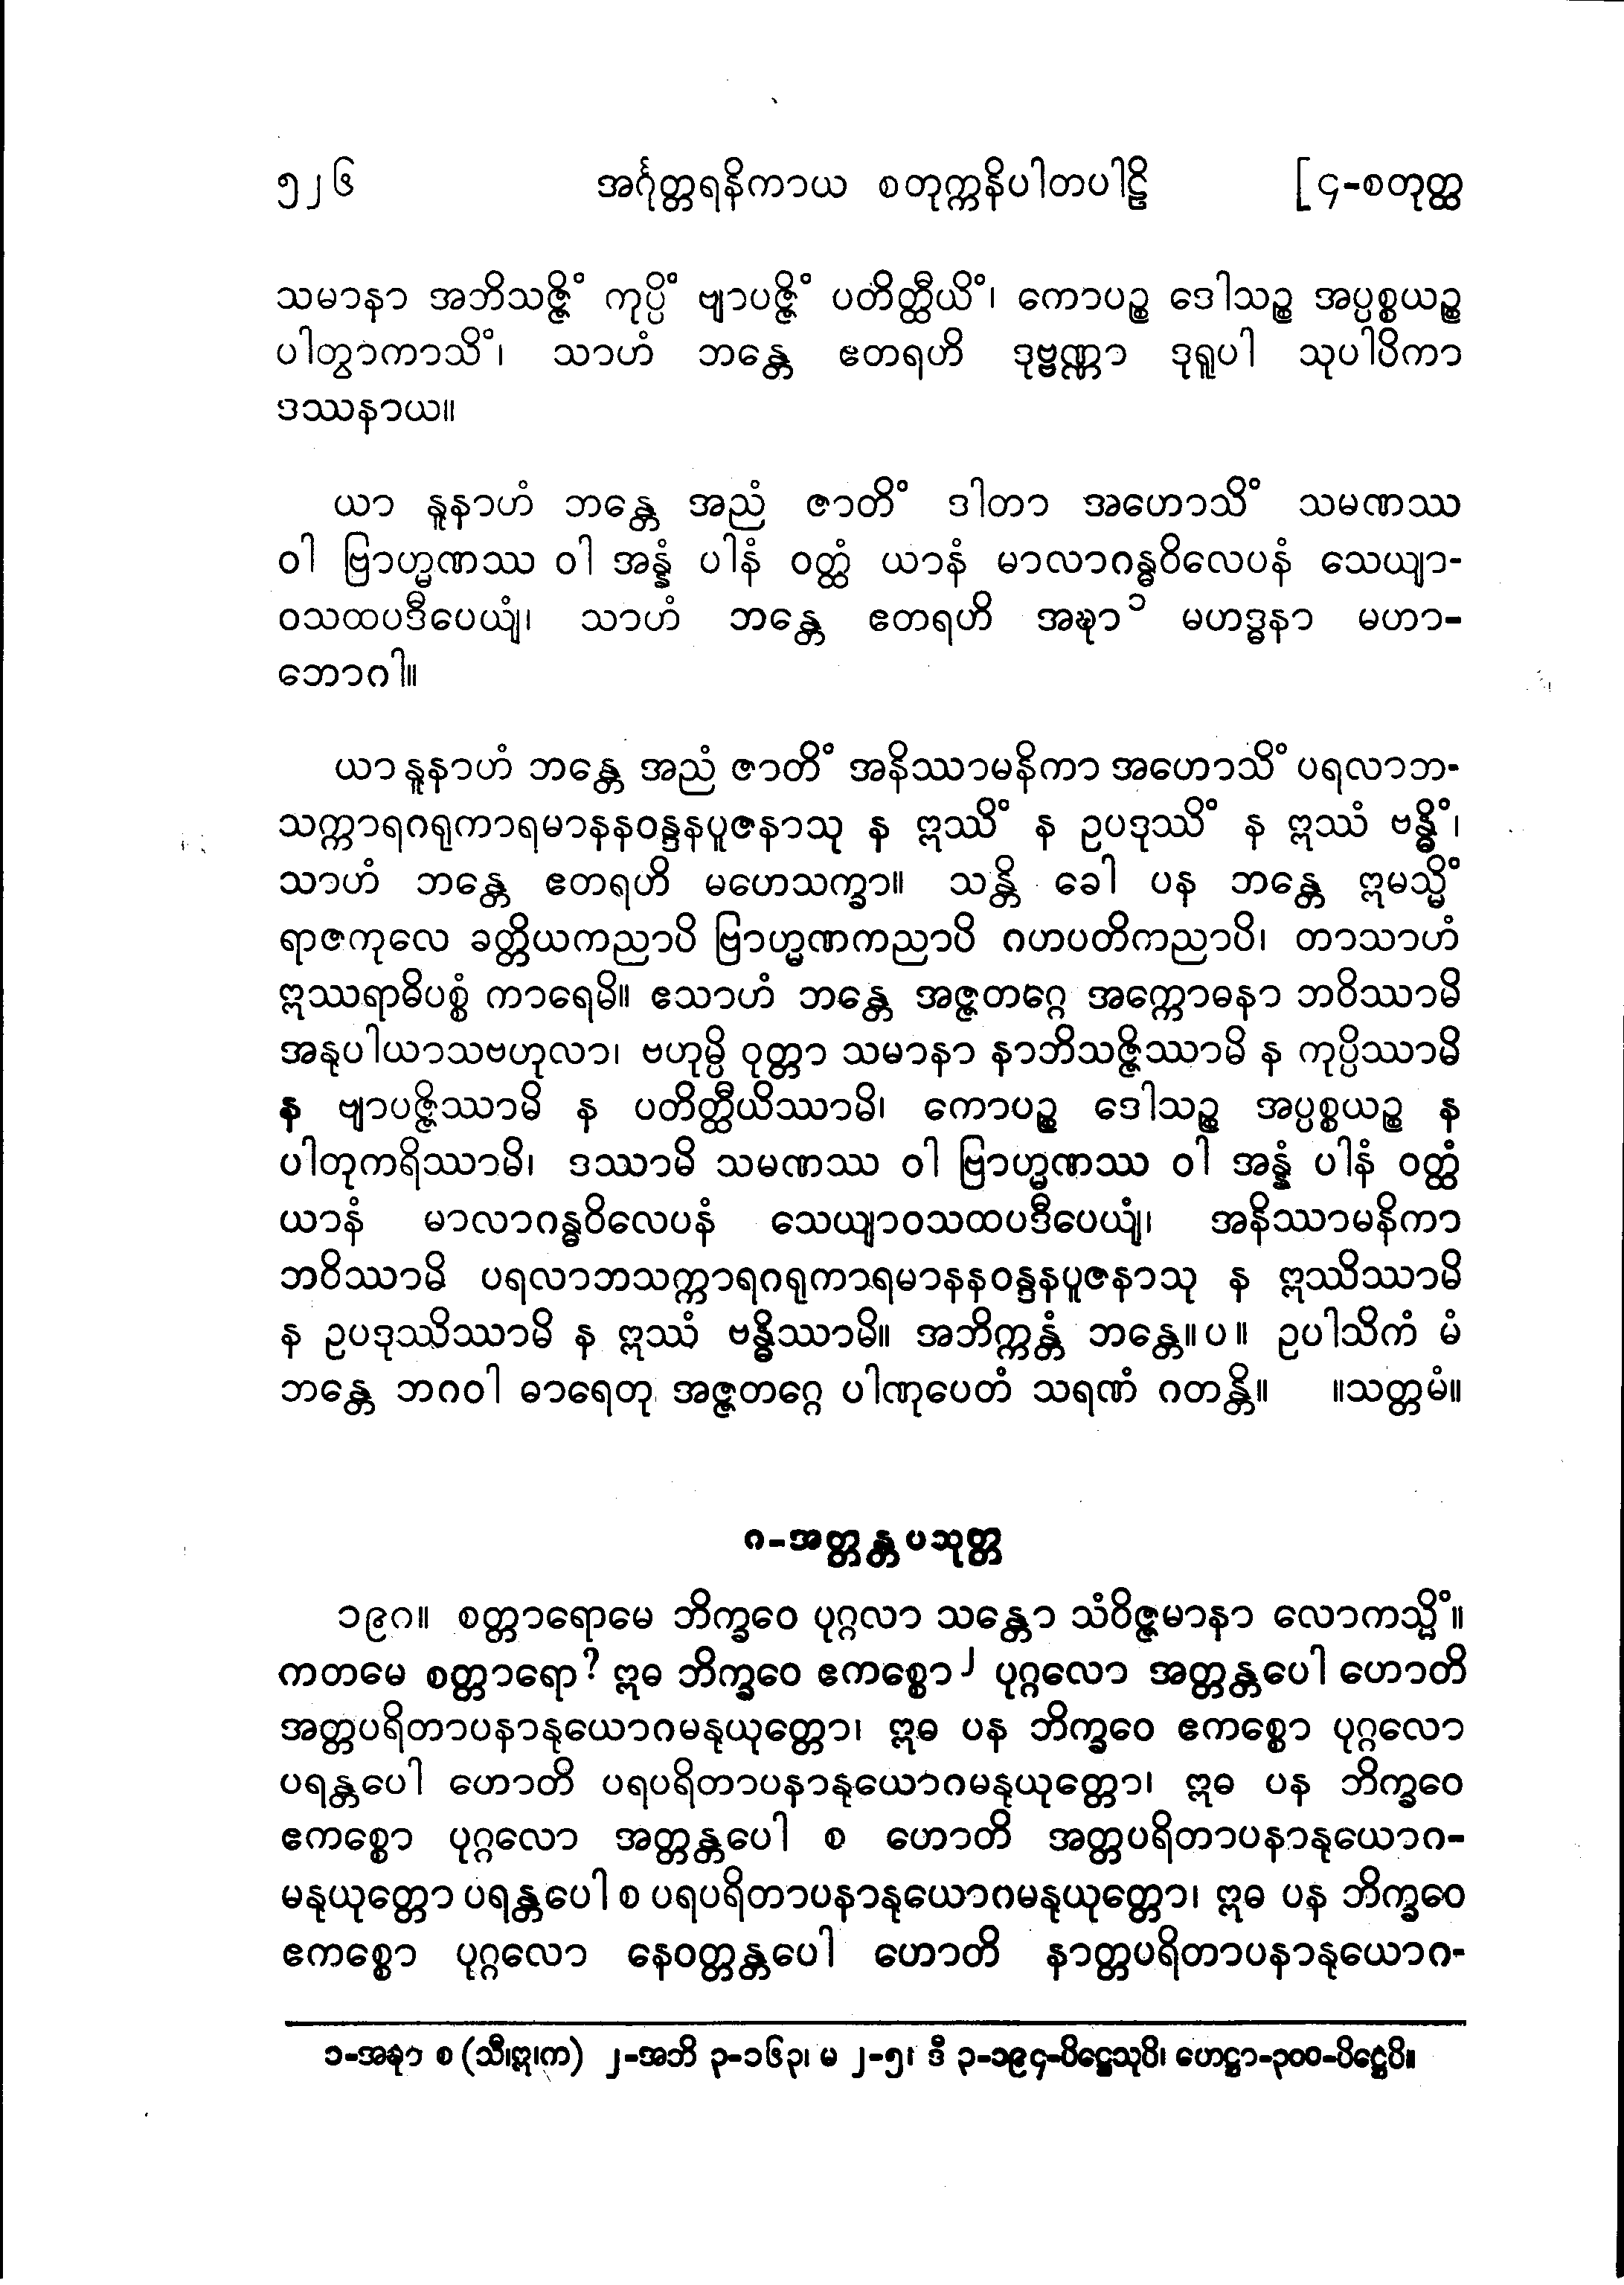 ၅၂၆ အင်္ဂုတ္တရနိကာယ စတုက္ကနိပါတပါဠိ [၄-စတုတ္ထ
သမာနာ အဘိသဇ္ဇိံ ကုပ္ပိံ ဗျာပဇ္ဇိံ ပတိတ္ထီယိံ၊ ကောပဉ္စ ဒေါသဉ္စ အပ္ပစ္စယဉ္စ
ပါတွာကာသိံ၊ သာဟံ ဘန္တေ ဧတရဟိ ဒုဗ္ဗဏ္ဏာ ဒုရူပါ သုပါပိကာ
ဒဿနာယ။
ယာ နူနာဟံ ဘန္တေ အညံ ဇာတိံ ဒါတာ အဟောသိံ သမဏဿ
ဝါ ဗြာဟ္မဏဿ ဝါ အန္နံ ပါနံ ဝတ္ထံ ယာနံ မာလာဂန္ဓဝိလေပနံ သေယျာ-
ဝသထပဒီပေယျံ၊ သာဟံ ဘန္တေ ဧတရဟိ အဍ္ဎာ ၁ မဟဒ္ဓနာ မဟာ-
ဘောဂါ။
ယာ နူနာဟံ ဘန္တေ အညံ ဇာတိံ အနိဿာမနိကာ အဟောသိံ ပရလာဘ-
သက္ကာရဂရုကာရမာနနဝန္ဒနပူဇနာသု န ဣဿိံ န ဥပဒုဿိံ န ဣဿံ ဗန္ဓိံ၊
သာဟံ ဘန္တေ ဧတရဟိ မဟေသက္ခာ။ သန္တိ ခေါ ပန ဘန္တေ ဣမသ္မိံ
ရာဇကုလေ ခတ္တိယကညာပိ ဗြာဟ္မဏကညာပိ ဂဟပတိကညာပိ၊ တာသာဟံ
ဣဿရာဓိပစ္စံ ကာရေမိ။ ဧသာဟံ ဘန္တေ အဇ္ဇတဂ္ဂေ အက္ကောဓနာ ဘဝိဿာမိ
အနုပါယာသဗဟုလာ၊ ဗဟုမ္ပိ ဝုတ္တာ သမာနာ နာဘိသဇ္ဇိဿာမိ န ကုပ္ပိဿာမိ
န ဗျာပဇ္ဇိဿာမိ န ပတိတ္ထီယိဿာမိ၊ ကောပဉ္စ ဒေါသဉ္စ အပ္ပစ္စယဉ္စ န
ပါတုကရိဿာမိ၊ ဒဿာမိ သမဏဿ ဝါ ဗြာဟ္မဏဿ ဝါ အန္နံ ပါနံ ဝတ္ထံ
ယာနံ မာလာဂန္ဓဝိလေပနံ သေယျာဝသထပဒီပေယျံ၊ အနိဿာမနိကာ
ဘဝိဿာမိ ပရလာဘသက္ကာရဂရုကာရမာနနဝန္ဒနပူဇနာသု န ဣဿိဿာမိ
န ဥပဒုဿိဿာမိ န ဣဿံ ဗန္ဓိဿာမိ။ အဘိက္ကန္တံ ဘန္တေ။ပ။ ဥပါသိကံ မံ
ဘန္တေ ဘဂဝါ ဓာရေတု အဇ္ဇတဂ္ဂေ ပါဏုပေတံ သရဏံ ဂတန္တိ။ ။သတ္တမံ။
ဂ-အတ္တန္တပသုတ္တ
၁၉ဂ။ စတ္တာရောမေ ဘိက္ခဝေ ပုဂ္ဂလာ သန္တော သံဝိဇ္ဇမာနာ လောကသ္မိံ။
ကတမေ စတ္တာရော? ဣဓ ဘိက္ခဝေ ဧကစ္စော ၂ ပုဂ္ဂလော အတ္တန္တပေါ ဟောတိ
အတ္တပရိတာပနာနုယောဂမနုယုတ္တော၊ ဣဓ ပန ဘိက္ခဝေ ဧကစ္စော ပုဂ္ဂလော
ပရန္တပေါ ဟောတိ ပရပရိတာပနာနုယောဂမနုယုတ္တော၊ ဣဓ ပန ဘိက္ခဝေ
ဧကစ္စော ပုဂ္ဂလော အတ္တန္တပေါ စ ဟောတိ အတ္တပရိတာပနာနုယောဂ-
မနုယုတ္တော ပရန္တပေါ စ ပရပရိတာပနာနုယောဂမနုယုတ္တော၊ ဣဓ ပန ဘိက္ခဝေ
ဧကစ္စော ပုဂ္ဂလော နေဝတ္တန္တပေါ ဟောတိ နာတ္တပရိတာပနာနုယောဂ-
၁-အဍ္ဎာ စ (သီ၊ဣ၊က) ၂-အဘိ ၃-၁၆၃၊ မ ၂-၅၊ ဒီ ၃-၁၉၄-ပိဋ္ဌေသုပိ၊ ဟေဋ္ဌာ-၃၀၀-ပိဋ္ဌေပိ။